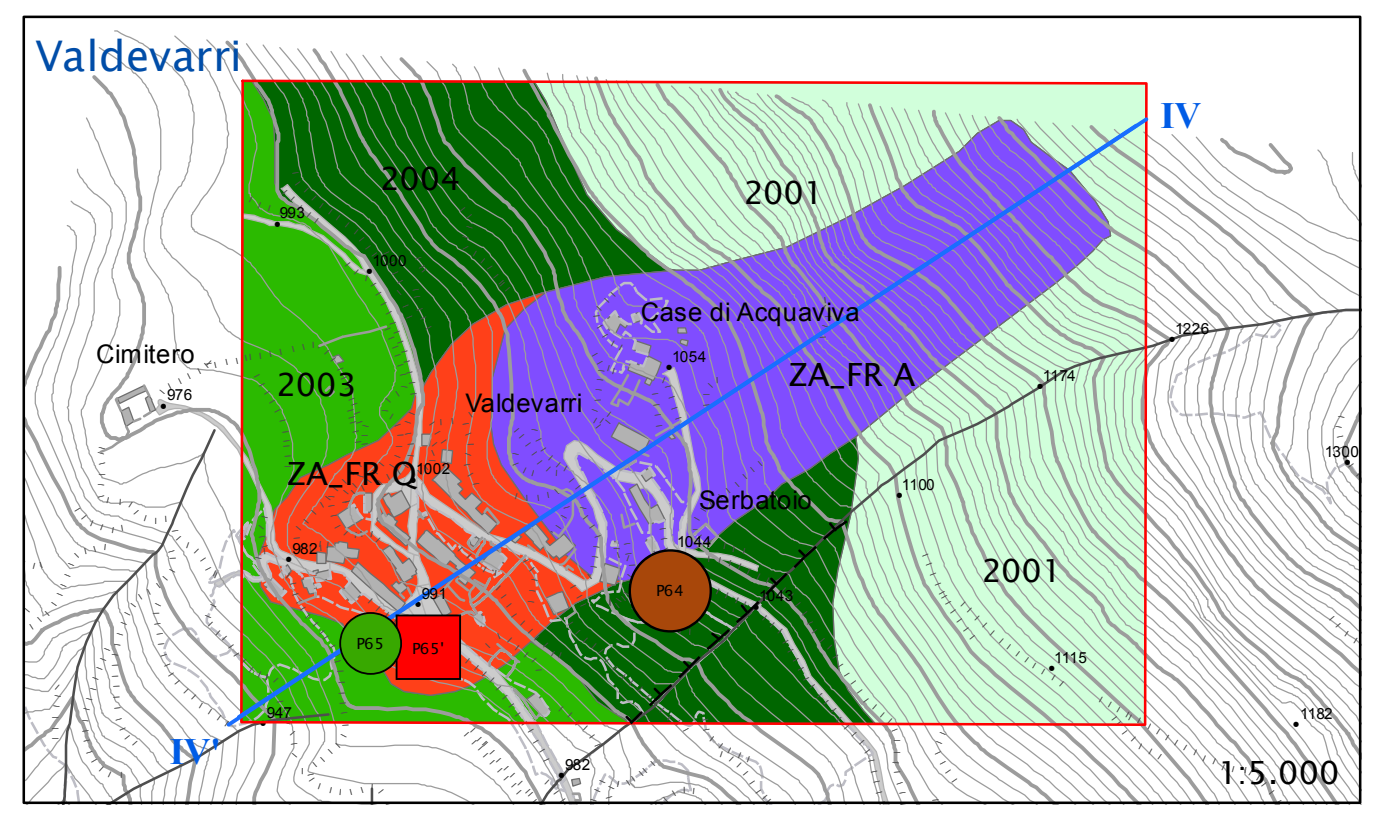 Valdevarri
IV
2004
2001
993
1000
Case di Acquaviva
1226
Cimitero
1054
976
2003
ZA_FR A
1174
Valdevarri
1300
ZA_FR Q
1002
1100
Serbatoio
982
1044
2001
P64
991
1043
P65
P65'
1115
947
1182
IV'
982
1:5.000